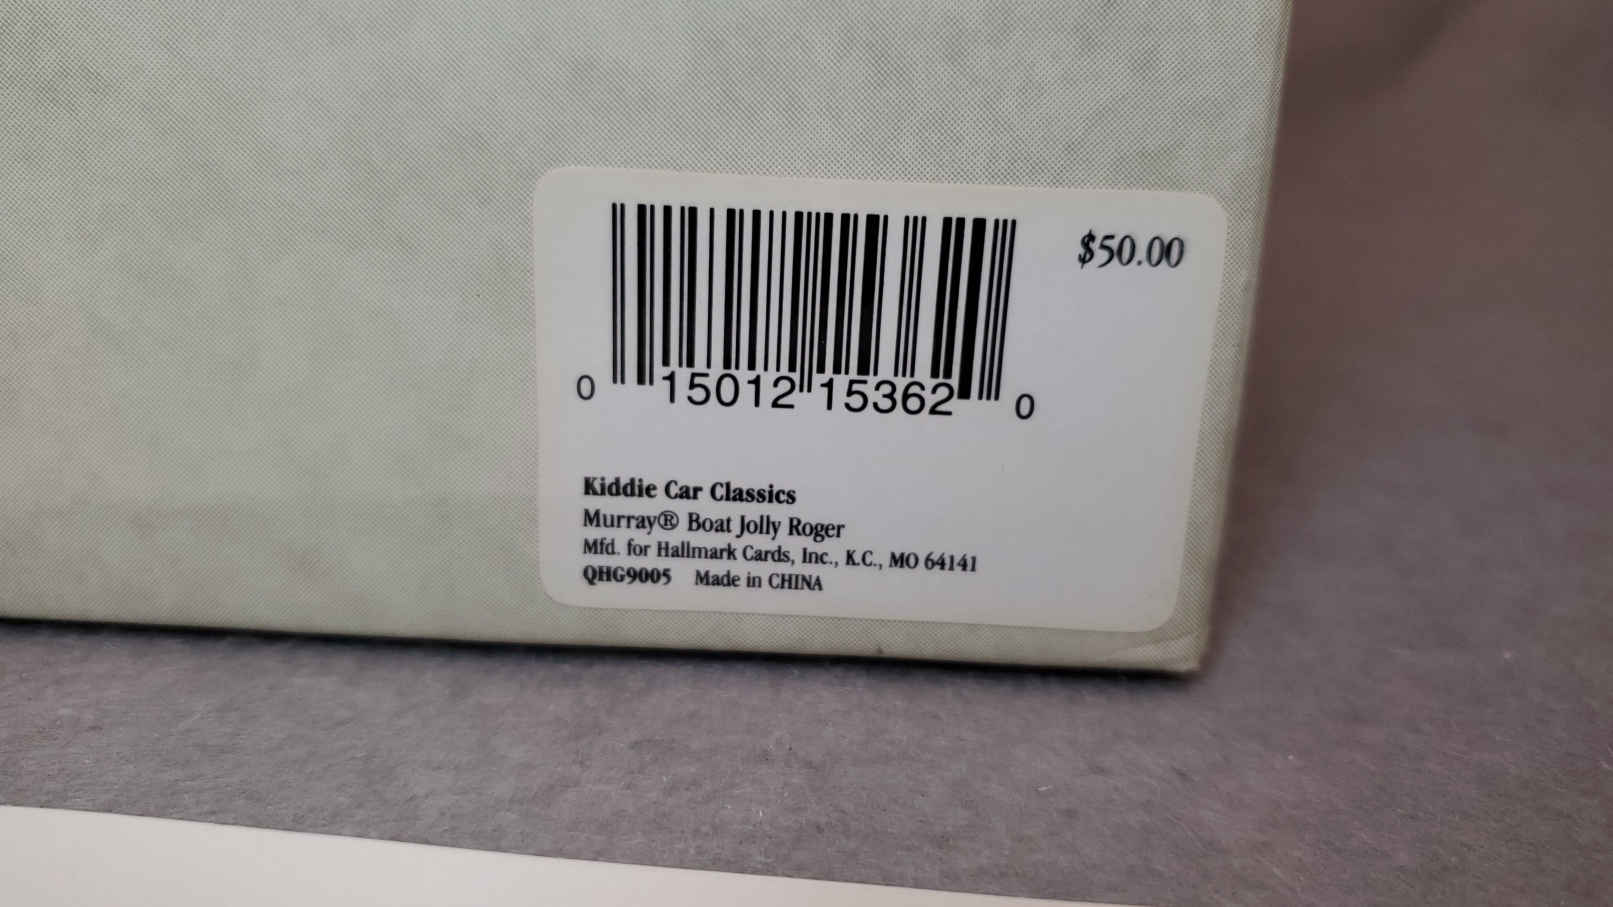 $50.00
0 15012 15362 0
Kiddie Car Classics
Murray® Boat Jolly Roger
Mfd. for Hallmark Cards, Inc., K.C., MO 64141
QHG9005 Made in CHINA